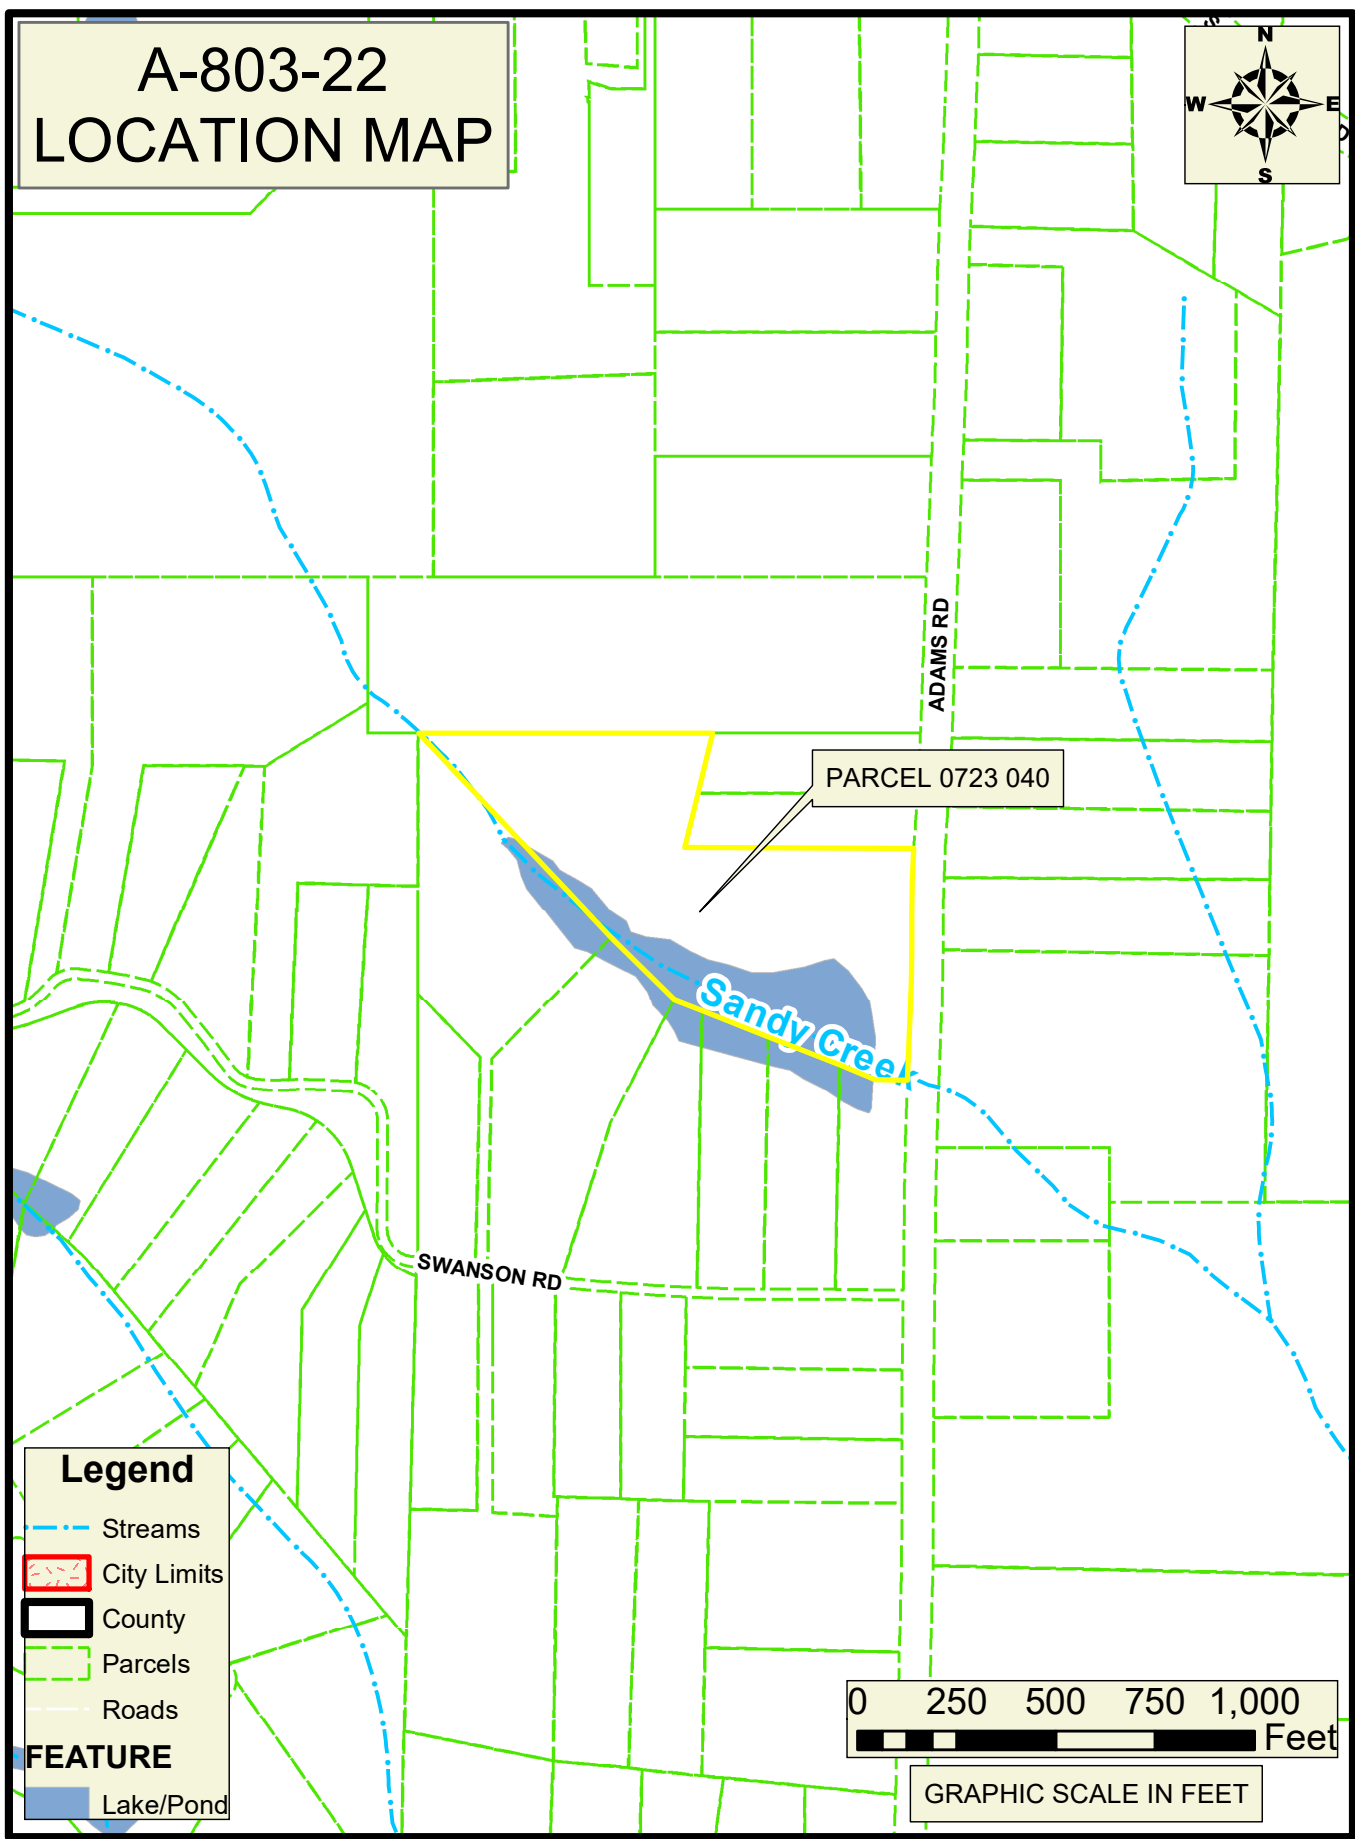 A-803-22
LOCATION MAP
N
W
E
S
ADAMS RD
PARCEL 0723 040
Sandy Creek
SWANSON RD
Legend
Streams
City Limits
County
Parcels
Roads
FEATURE
Lake/Pond
0 250 500 750 1,000
Feet
GRAPHIC SCALE IN FEET